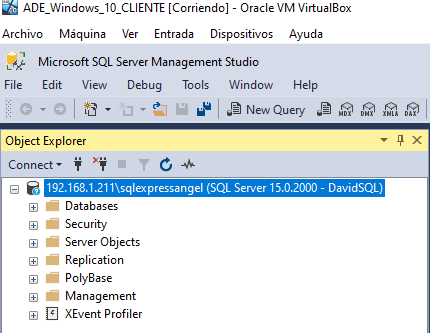 ADE_Windows_10_CLIENTE [Corriendo] - Oracle VM VirtualBox
Archivo Máquina Ver Entrada Dispositivos Ayuda
Microsoft SQL Server Management Studio
File Edit View Debug Tools Window Help
New Query MDX DMX XMLA DAX
Object Explorer
Connect
192.168.1.211\sqlexpressangel (SQL Server 15.0.2000 - DavidSQL)
Databases
Security
Server Objects
Replication
PolyBase
Management
XEvent Profiler